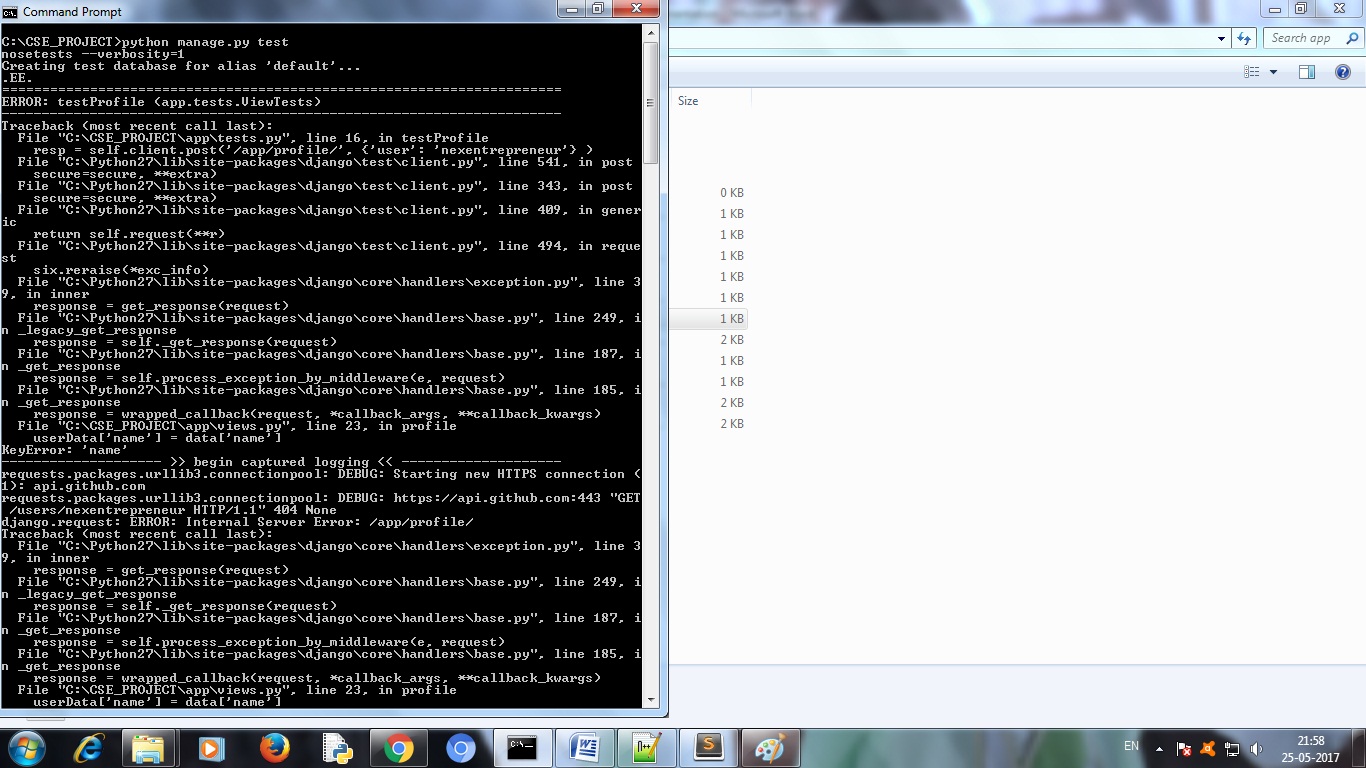 Command Prompt
C:\CSE_PROJECT>python manage.py test
nosetests --verbosity=1
Creating test database for alias 'default'...
.EE.
======================================================================
ERROR: testProfile (app.tests.ViewTests)
----------------------------------------------------------------------
Traceback (most recent call last):
  File "C:\CSE_PROJECT\app\tests.py", line 16, in testProfile
    resp = self.client.post('/app/profile/', {'user': 'nexentrepreneur'} )
  File "C:\Python27\lib\site-packages\django\test\client.py", line 541, in post
    secure=secure, **extra)
  File "C:\Python27\lib\site-packages\django\test\client.py", line 343, in post
    secure=secure, **extra)
  File "C:\Python27\lib\site-packages\django\test\client.py", line 409, in gener
ic
    return self.request(**r)
  File "C:\Python27\lib\site-packages\django\test\client.py", line 494, in reque
st
    six.reraise(*exc_info)
  File "C:\Python27\lib\site-packages\django\core\handlers\exception.py", line 3
9, in inner
    response = get_response(request)
  File "C:\Python27\lib\site-packages\django\core\handlers\base.py", line 249, i
n _legacy_get_response
    response = self._get_response(request)
  File "C:\Python27\lib\site-packages\django\core\handlers\base.py", line 187, i
n _get_response
    response = self.process_exception_by_middleware(e, request)
  File "C:\Python27\lib\site-packages\django\core\handlers\base.py", line 185, i
n _get_response
    response = wrapped_callback(request, *callback_args, **callback_kwargs)
  File "C:\CSE_PROJECT\app\views.py", line 23, in profile
    userData['name'] = data['name']
KeyError: 'name'
-------------------- >> begin captured logging << --------------------
requests.packages.urllib3.connectionpool: DEBUG: Starting new HTTPS connection (
1): api.github.com
requests.packages.urllib3.connectionpool: DEBUG: https://api.github.com:443 "GET
 /users/nexentrepreneur HTTP/1.1" 404 None
django.request: ERROR: Internal Server Error: /app/profile/
Traceback (most recent call last):
  File "C:\Python27\lib\site-packages\django\core\handlers\exception.py", line 3
9, in inner
    response = get_response(request)
  File "C:\Python27\lib\site-packages\django\core\handlers\base.py", line 249, i
n _legacy_get_response
    response = self._get_response(request)
  File "C:\Python27\lib\site-packages\django\core\handlers\base.py", line 187, i
n _get_response
    response = self.process_exception_by_middleware(e, request)
  File "C:\Python27\lib\site-packages\django\core\handlers\base.py", line 185, i
n _get_response
    response = wrapped_callback(request, *callback_args, **callback_kwargs)
  File "C:\CSE_PROJECT\app\views.py", line 23, in profile
    userData['name'] = data['name']
Search app
Size
0 KB
1 KB
1 KB
1 KB
1 KB
1 KB
1 KB
2 KB
1 KB
1 KB
2 KB
2 KB
EN
21:58
25-05-2017